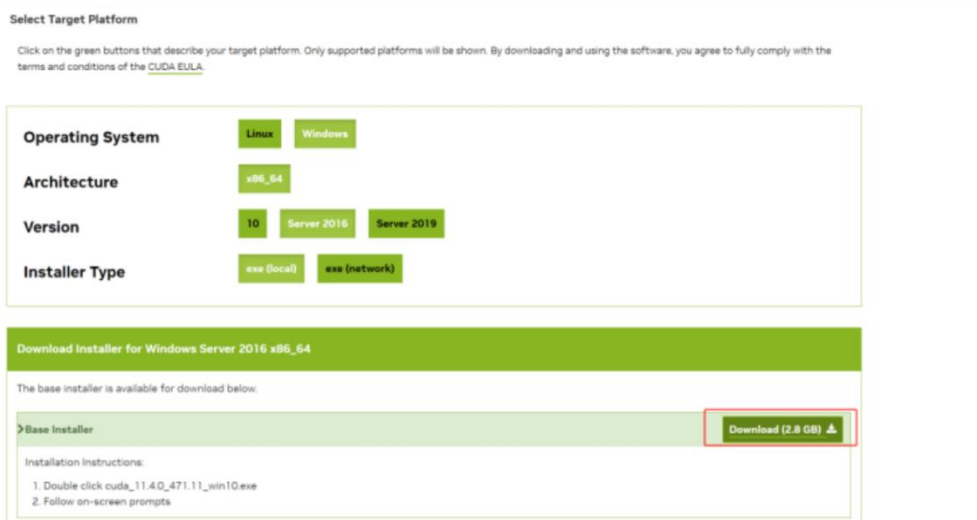 Select Target Platform
Click on the green buttons that describe your target platform. Only supported platforms will be shown. By downloading and using the software, you agree to fully comply with the
terms and conditions of the CUDA EULA.
Operating System Linux Windows
Architecture x86_64
Version 10 Server 2016 Server 2019
Installer Type exe (local) exe (network)
Download Installer for Windows Server 2016 x86_64
The base installer is available for download below.
Base Installer Download (2.8 GB)
Installation Instructions:
1. Double click cuda_11.4.0_471.11_win10.exe
2. Follow on-screen prompts